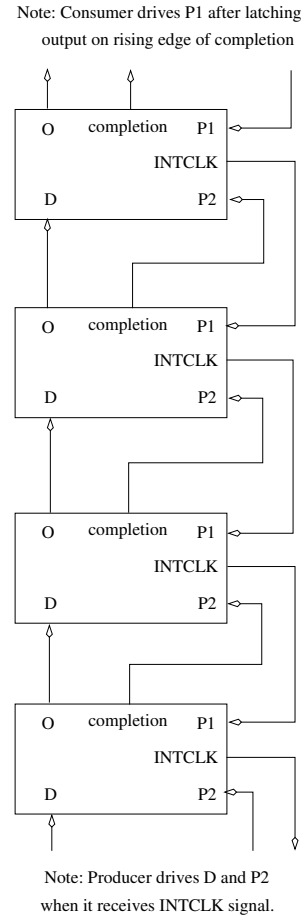 Note: Consumer drives P1 after latching
output on rising edge of completion
O completion P1
INTCLK
D P2
O completion P1
INTCLK
D P2
O completion P1
INTCLK
D P2
O completion P1
INTCLK
D P2
Note: Producer drives D and P2
when it receives INTCLK signal.